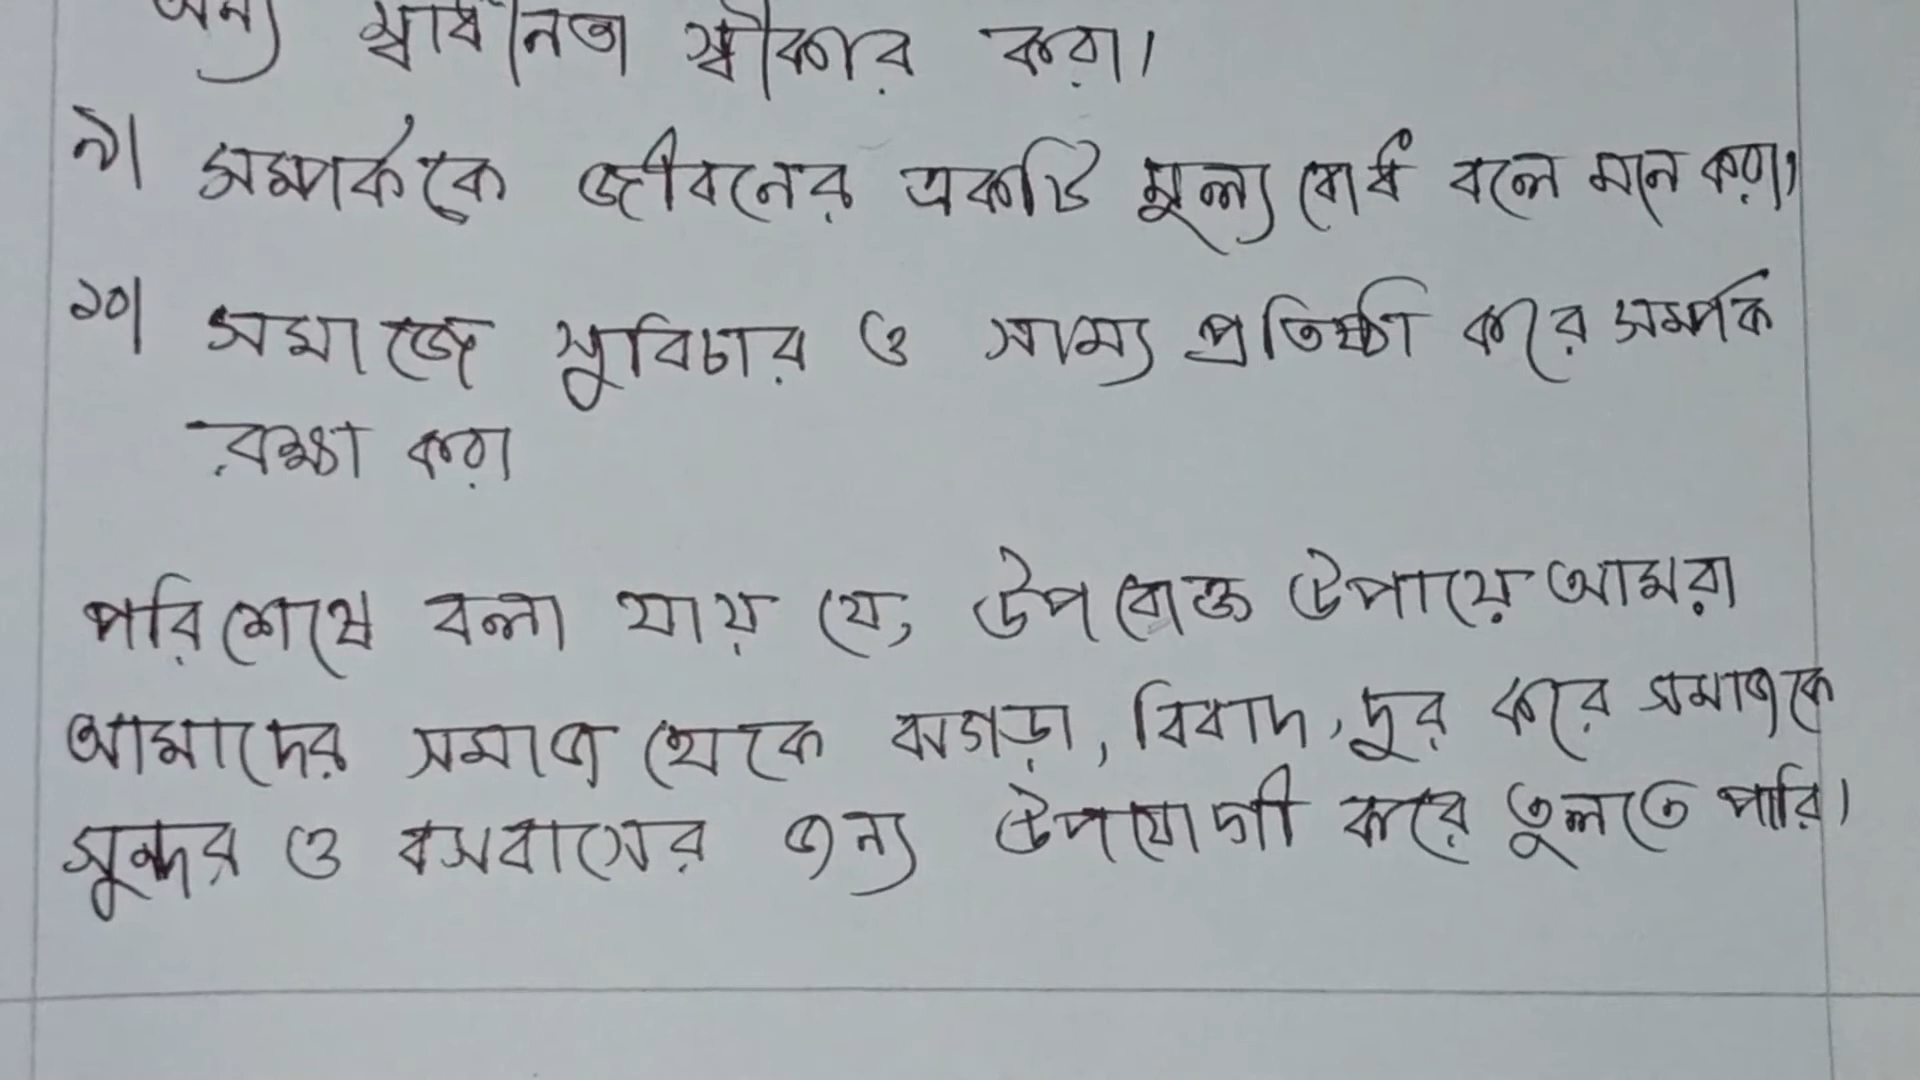 অন্য স্বাধীনতা স্বীকার করা।
৯। সম্পর্ককে জীবনের একটি মূল্য বোধ বলে মনে করা।
১০। সমাজে সুবিচার ও সাম্য প্রতিষ্ঠা করে সম্পর্ক
রক্ষা করা
পরিশেষে বলা যায় যে, উপরোক্ত উপায়ে আমরা
আমাদের সমাজ থেকে ঝগড়া, বিবাদ, দুর করে সমাজকে
সুন্দর ও বসবাসের জন্য উপযোগী করে তুলতে পারি।